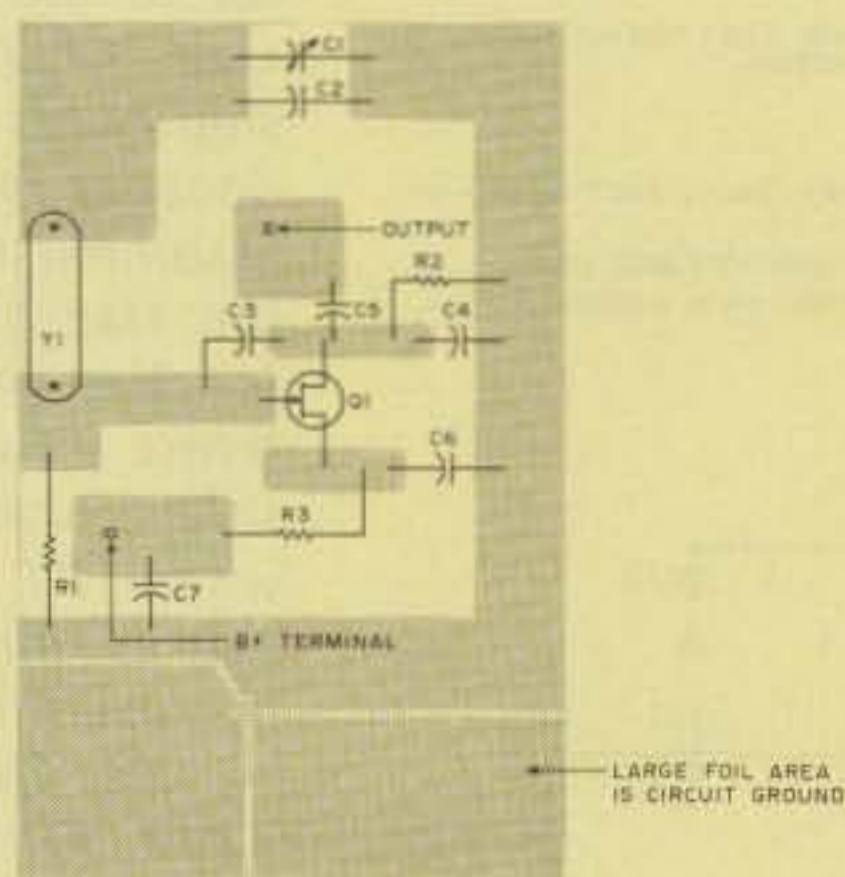 C1
C2
OUTPUT
R2
C3
C5
C4
Y1
Q1
C6
R3
R1
C7
B+ TERMINAL
LARGE FOIL AREA
IS CIRCUIT GROUND